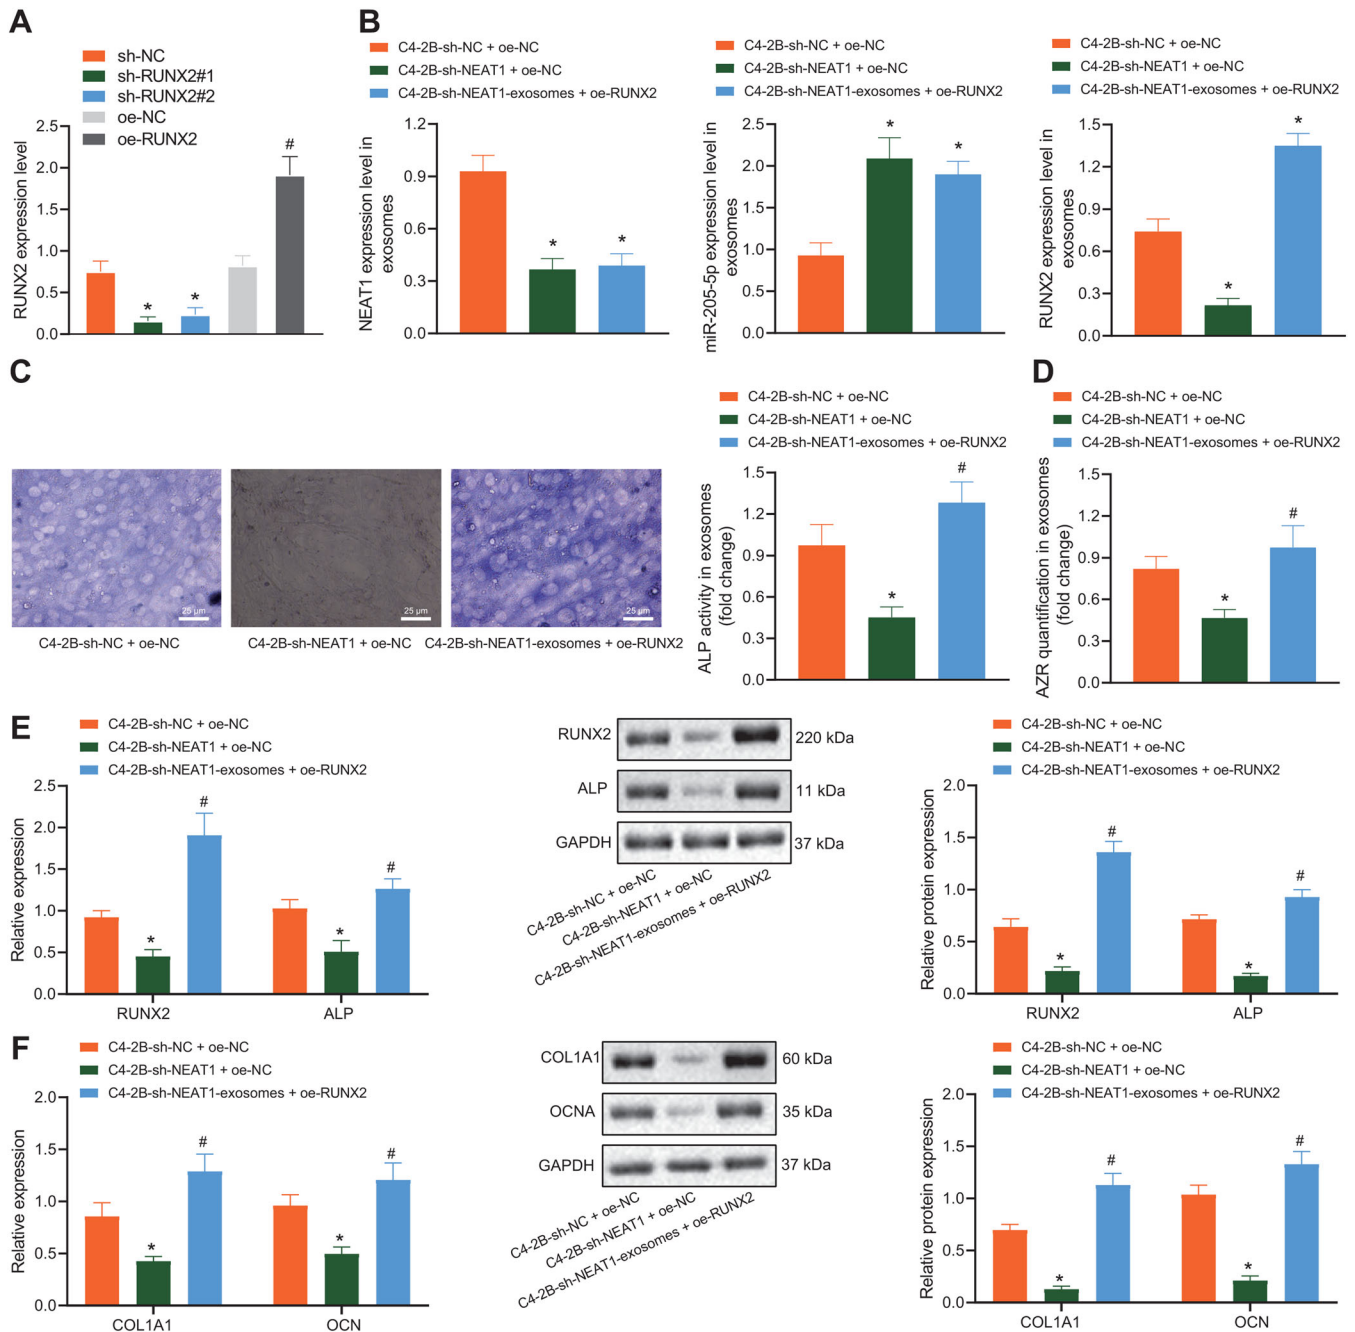 A
sh-NC
sh-RUNX2#1
sh-RUNX2#2
oe-NC
oe-RUNX2
RUNX2 expression level
2.5
2.0
1.5
1.0
0.5
0.0
*
*
#
B
C4-2B-sh-NC + oe-NC
C4-2B-sh-NEAT1 + oe-NC
C4-2B-sh-NEAT1-exosomes + oe-RUNX2
NEAT1 expression level in
exosomes
1.2
0.9
0.6
0.3
0.0
*
*
C4-2B-sh-NC + oe-NC
C4-2B-sh-NEAT1 + oe-NC
C4-2B-sh-NEAT1-exosomes + oe-RUNX2
miR-205-5p expression level in
exosomes
2.5
2.0
1.5
1.0
0.5
0.0
*
*
C4-2B-sh-NC + oe-NC
C4-2B-sh-NEAT1 + oe-NC
C4-2B-sh-NEAT1-exosomes + oe-RUNX2
RUNX2 expression level in
exosomes
1.5
1.2
0.9
0.6
0.3
0.0
*
*
C
25 µm
25 µm
25 µm
C4-2B-sh-NC + oe-NC
C4-2B-sh-NEAT1 + oe-NC
C4-2B-sh-NEAT1-exosomes + oe-RUNX2
C4-2B-sh-NC + oe-NC
C4-2B-sh-NEAT1 + oe-NC
C4-2B-sh-NEAT1-exosomes + oe-RUNX2
ALP activity in exosomes
(fold change)
1.5
1.2
0.9
0.6
0.3
0.0
*
#
D
C4-2B-sh-NC + oe-NC
C4-2B-sh-NEAT1 + oe-NC
C4-2B-sh-NEAT1-exosomes + oe-RUNX2
AZR quantification in exosomes
(fold change)
1.5
1.2
0.9
0.6
0.3
0.0
*
#
E
C4-2B-sh-NC + oe-NC
C4-2B-sh-NEAT1 + oe-NC
C4-2B-sh-NEAT1-exosomes + oe-RUNX2
Relative expression
2.5
2.0
1.5
1.0
0.5
0.0
*
#
*
#
RUNX2
ALP
RUNX2
220 kDa
ALP
11 kDa
GAPDH
37 kDa
C4-2B-sh-NC + oe-NC
C4-2B-sh-NEAT1 + oe-NC
C4-2B-sh-NEAT1-exosomes + oe-RUNX2
C4-2B-sh-NC + oe-NC
C4-2B-sh-NEAT1 + oe-NC
C4-2B-sh-NEAT1-exosomes + oe-RUNX2
Relative protein expression
2.0
1.5
1.0
0.5
0.0
*
#
*
#
RUNX2
ALP
F
C4-2B-sh-NC + oe-NC
C4-2B-sh-NEAT1 + oe-NC
C4-2B-sh-NEAT1-exosomes + oe-RUNX2
Relative expression
2.0
1.5
1.0
0.5
0.0
*
#
*
#
COL1A1
OCN
COL1A1
60 kDa
OCNA
35 kDa
GAPDH
37 kDa
C4-2B-sh-NC + oe-NC
C4-2B-sh-NEAT1 + oe-NC
C4-2B-sh-NEAT1-exosomes + oe-RUNX2
C4-2B-sh-NC + oe-NC
C4-2B-sh-NEAT1 + oe-NC
C4-2B-sh-NEAT1-exosomes + oe-RUNX2
Relative protein expression
2.0
1.5
1.0
0.5
0.0
*
#
*
#
COL1A1
OCN